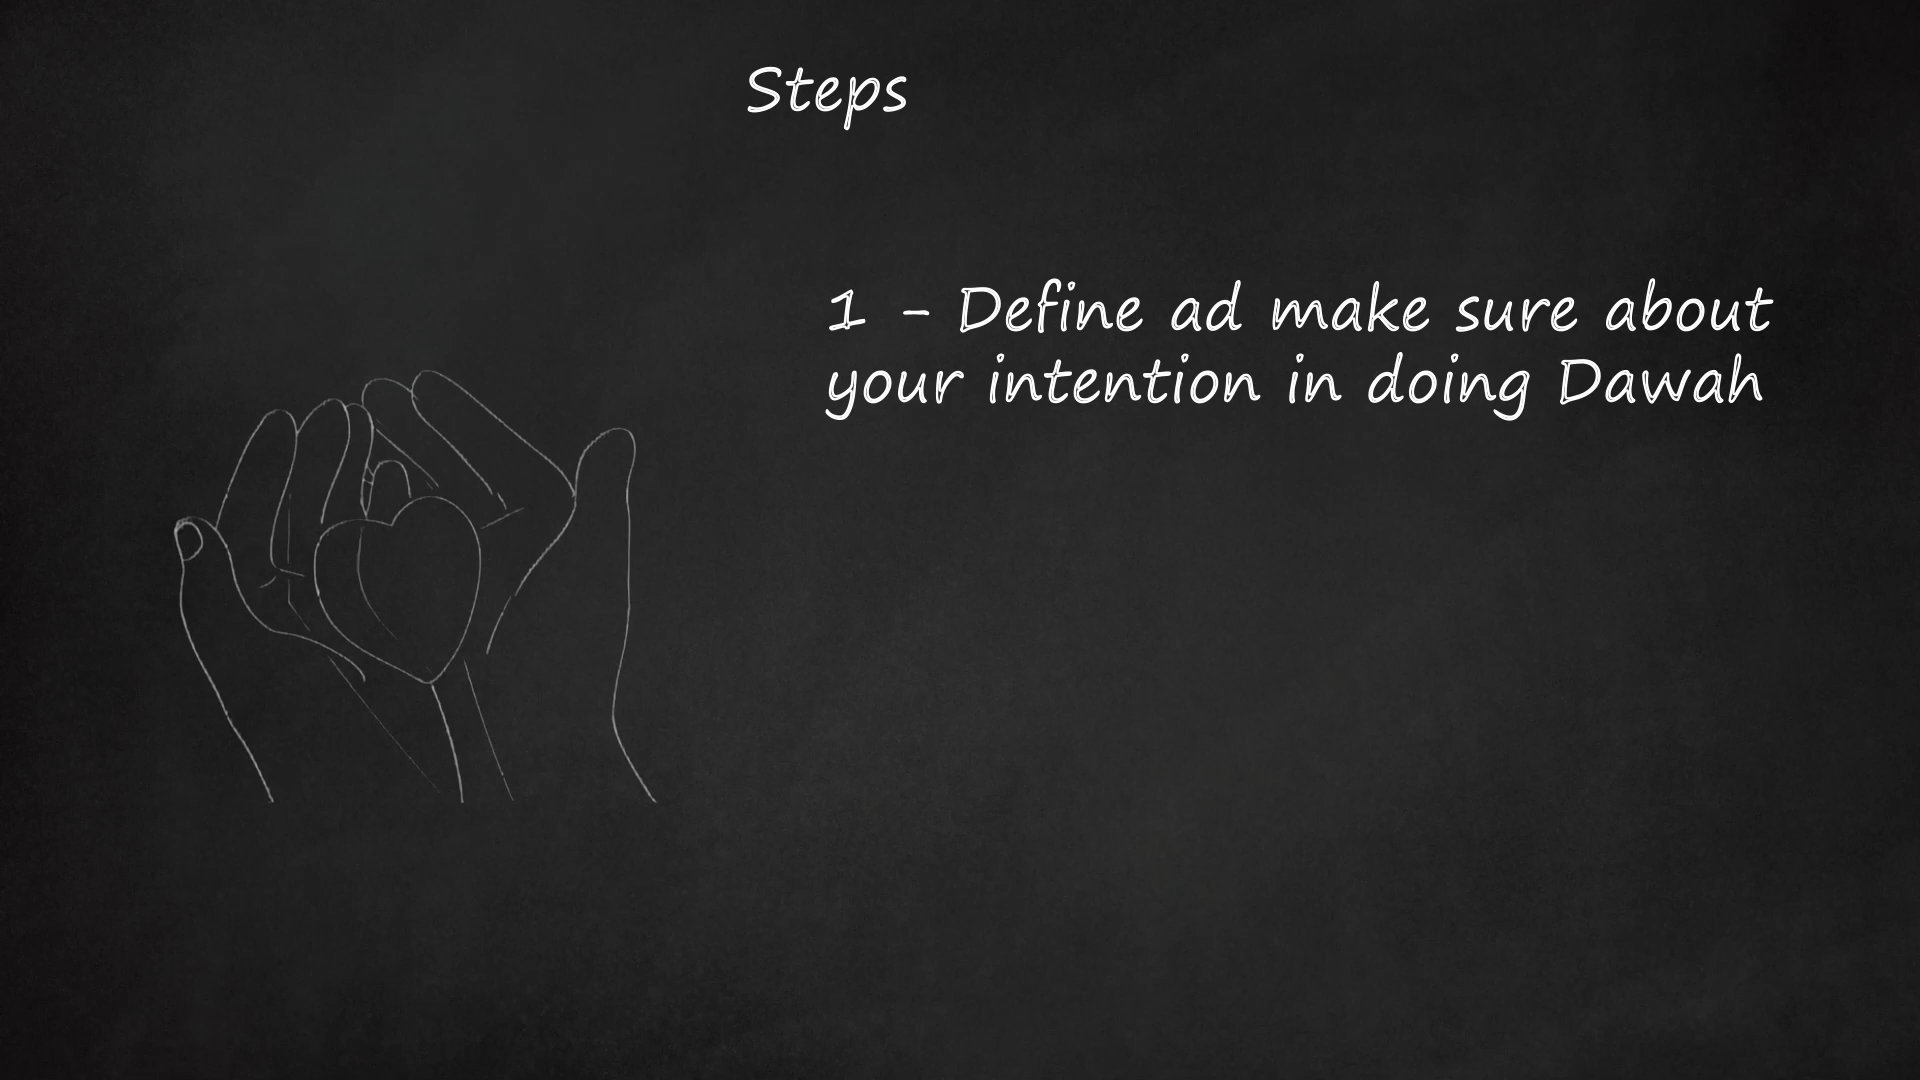 Steps
1 - Define ad make sure about
your intention in doing Dawah